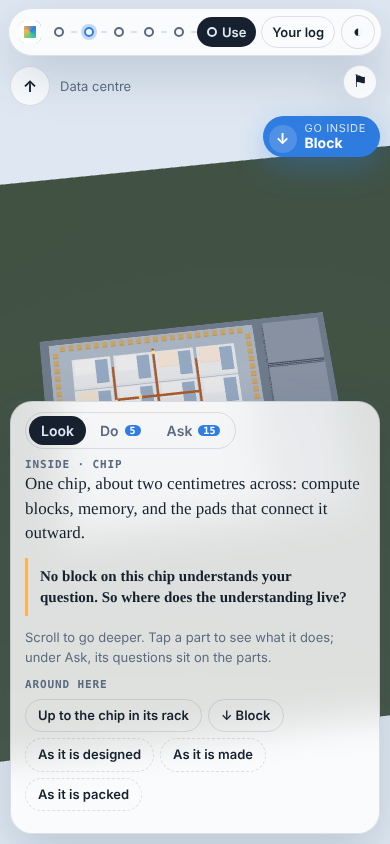 Use
Your log
Data centre
GO INSIDE
Block
Look
Do 5
Ask 15
INSIDE · CHIP
One chip, about two centimetres across: compute
blocks, memory, and the pads that connect it
outward.
No block on this chip understands your
question. So where does the understanding live?
Scroll to go deeper. Tap a part to see what it does;
under Ask, its questions sit on the parts.
AROUND HERE
Up to the chip in its rack
↓ Block
As it is designed
As it is made
As it is packed